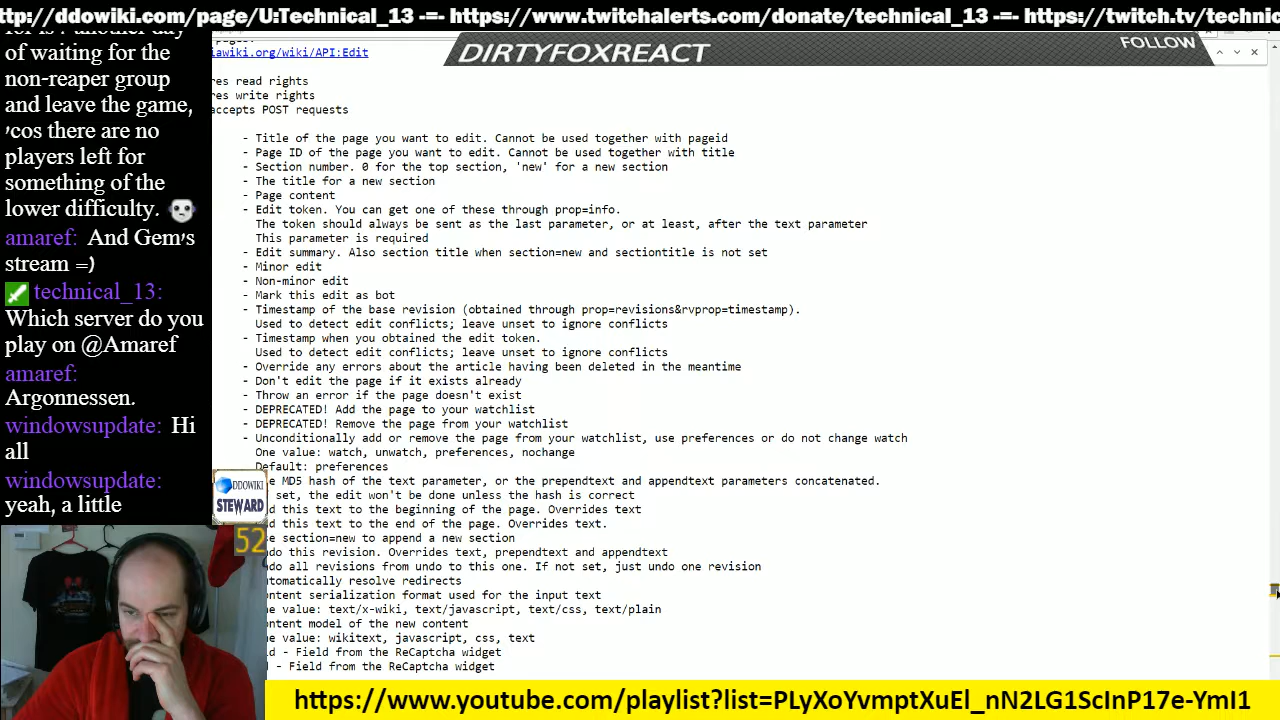 ttp://ddowiki.com/page/U:Technical_13 -=- https://www.twitchalerts.com/donate/technical_13 -=- https://twitch.tv/technic
for is : another day
of waiting for the
non-reaper group
and leave the game,
'cos there are no
players left for
something of the
lower difficulty.
amaref: And Gem's
stream =)
technical_13:
Which server do you
play on @Amaref
amaref:
Argonnessen.
windowsupdate: Hi
all
windowsupdate:
yeah, a little
DIRTYFOXREACT
FOLLOW
iawiki.org/wiki/API:Edit
res read rights
res write rights
accepts POST requests
- Title of the page you want to edit. Cannot be used together with pageid
- Page ID of the page you want to edit. Cannot be used together with title
- Section number. 0 for the top section, 'new' for a new section
- The title for a new section
- Page content
- Edit token. You can get one of these through prop=info.
The token should always be sent as the last parameter, or at least, after the text parameter
This parameter is required
- Edit summary. Also section title when section=new and sectiontitle is not set
- Minor edit
- Non-minor edit
- Mark this edit as bot
- Timestamp of the base revision (obtained through prop=revisions&rvprop=timestamp).
Used to detect edit conflicts; leave unset to ignore conflicts
- Timestamp when you obtained the edit token.
Used to detect edit conflicts; leave unset to ignore conflicts
- Override any errors about the article having been deleted in the meantime
- Don't edit the page if it exists already
- Throw an error if the page doesn't exist
- DEPRECATED! Add the page to your watchlist
- DEPRECATED! Remove the page from your watchlist
- Unconditionally add or remove the page from your watchlist, use preferences or do not change watch
One value: watch, unwatch, preferences, nochange
Default: preferences
e MD5 hash of the text parameter, or the prependtext and appendtext parameters concatenated.
set, the edit won't be done unless the hash is correct
d this text to the beginning of the page. Overrides text
d this text to the end of the page. Overrides text.
se section=new to append a new section
ndo this revision. Overrides text, prependtext and appendtext
ndo all revisions from undo to this one. If not set, just undo one revision
utomatically resolve redirects
ontent serialization format used for the input text
ne value: text/x-wiki, text/javascript, text/css, text/plain
ontent model of the new content
ne value: wikitext, javascript, css, text
d - Field from the ReCaptcha widget
- Field from the ReCaptcha widget
DDOWIKI
STEWARD
52
https://www.youtube.com/playlist?list=PLyXoYvmptXuEl_nN2LG1ScInP17e-YmI1